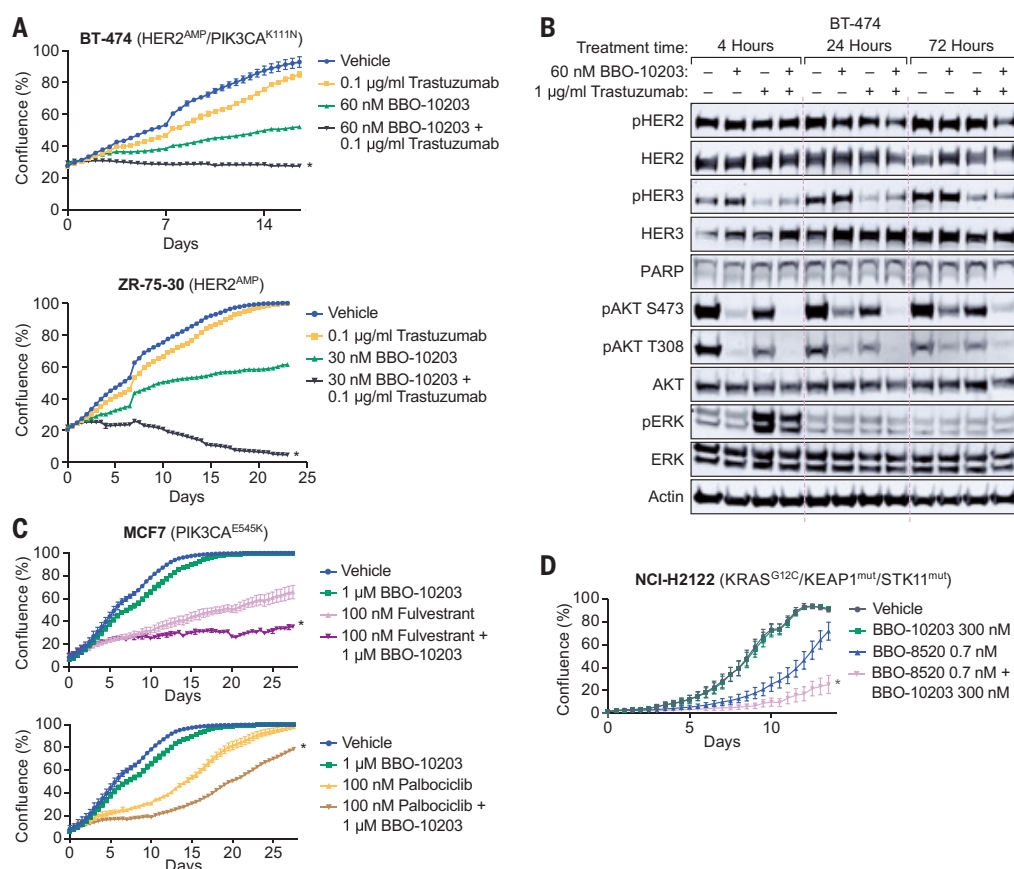 A
BT-474 (HER2AMP/PIK3CAK111N)
Confluence (%)
100
80
60
40
20
0
0
7
14
Days
Vehicle
0.1 µg/ml Trastuzumab
60 nM BBO-10203
60 nM BBO-10203 +
0.1 µg/ml Trastuzumab
*
ZR-75-30 (HER2AMP)
Confluence (%)
100
80
60
40
20
0
0
5
10
15
20
25
Days
Vehicle
0.1 µg/ml Trastuzumab
30 nM BBO-10203
30 nM BBO-10203 +
0.1 µg/ml Trastuzumab
*
B
BT-474
Treatment time: 4 Hours 24 Hours 72 Hours
60 nM BBO-10203: – + – + – + – + – + – +
1 µg/ml Trastuzumab: – – + + – – + + – – + +
pHER2
HER2
pHER3
HER3
PARP
pAKT S473
pAKT T308
AKT
pERK
ERK
Actin
C
MCF7 (PIK3CAE545K)
Confluence (%)
100
80
60
40
20
0
0
5
10
15
20
25
Days
Vehicle
1 µM BBO-10203
100 nM Fulvestrant
100 nM Fulvestrant +
1 µM BBO-10203
*
Confluence (%)
100
80
60
40
20
0
0
5
10
15
20
25
Days
Vehicle
1 µM BBO-10203
100 nM Palbociclib
100 nM Palbociclib +
1 µM BBO-10203
*
D
NCI-H2122 (KRASG12C/KEAP1mut/STK11mut)
Confluence (%)
100
80
60
40
20
0
0
5
10
Days
Vehicle
BBO-10203 300 nM
BBO-8520 0.7 nM
BBO-8520 0.7 nM +
BBO-10203 300 nM
*